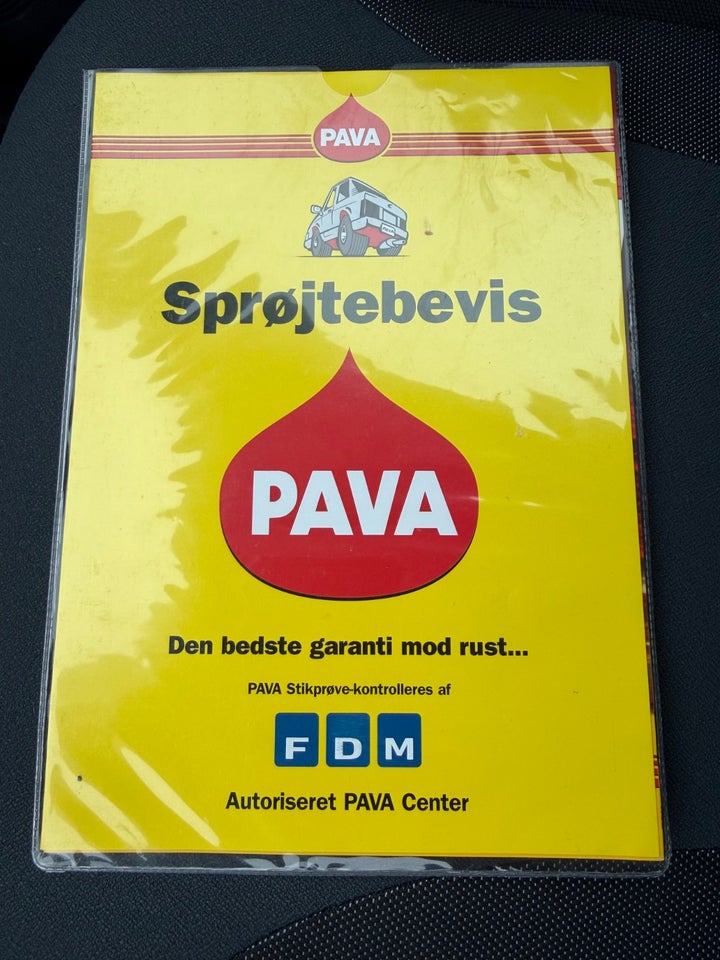 PAVA
Sprøjtebevis
PAVA
Den bedste garanti mod rust...
PAVA Stikprøve-kontrolleres af
FDM
Autoriseret PAVA Center